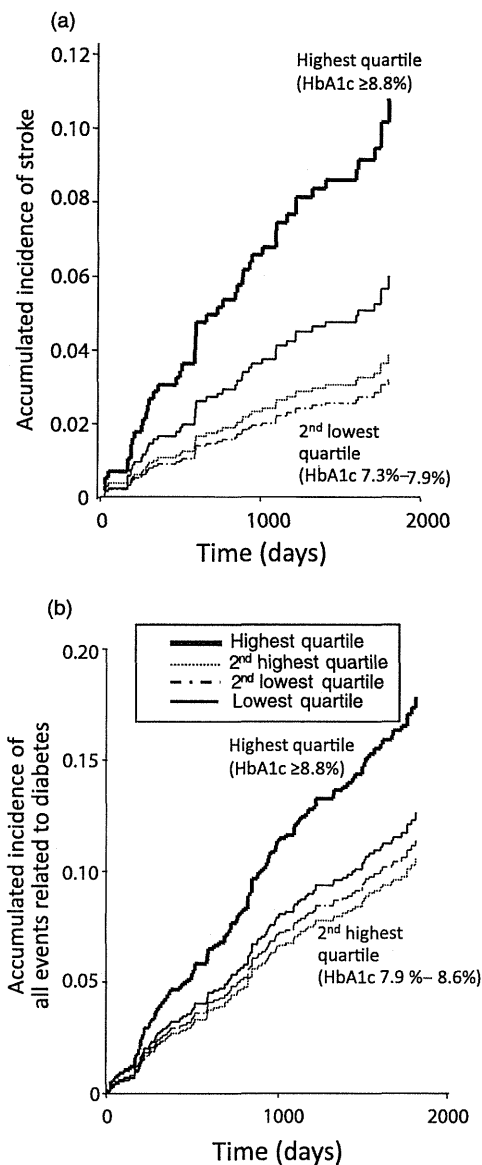 (a)
0.12
0.10
0.08
0.06
0.04
0.02
0
Accumulated incidence of stroke
Highest quartile
(HbA1c ≥8.8%)
2nd lowest
quartile
(HbA1c 7.3%–7.9%)
0
1000
2000
Time (days)
(b)
0.20
0.15
0.10
0.05
0
Accumulated incidence of
all events related to diabetes
Highest quartile
2nd highest quartile
2nd lowest quartile
Lowest quartile
Highest quartile
(HbA1c ≥8.8%)
2nd highest
quartile
(HbA1c 7.9 %– 8.6%)
0
1000
2000
Time (days)